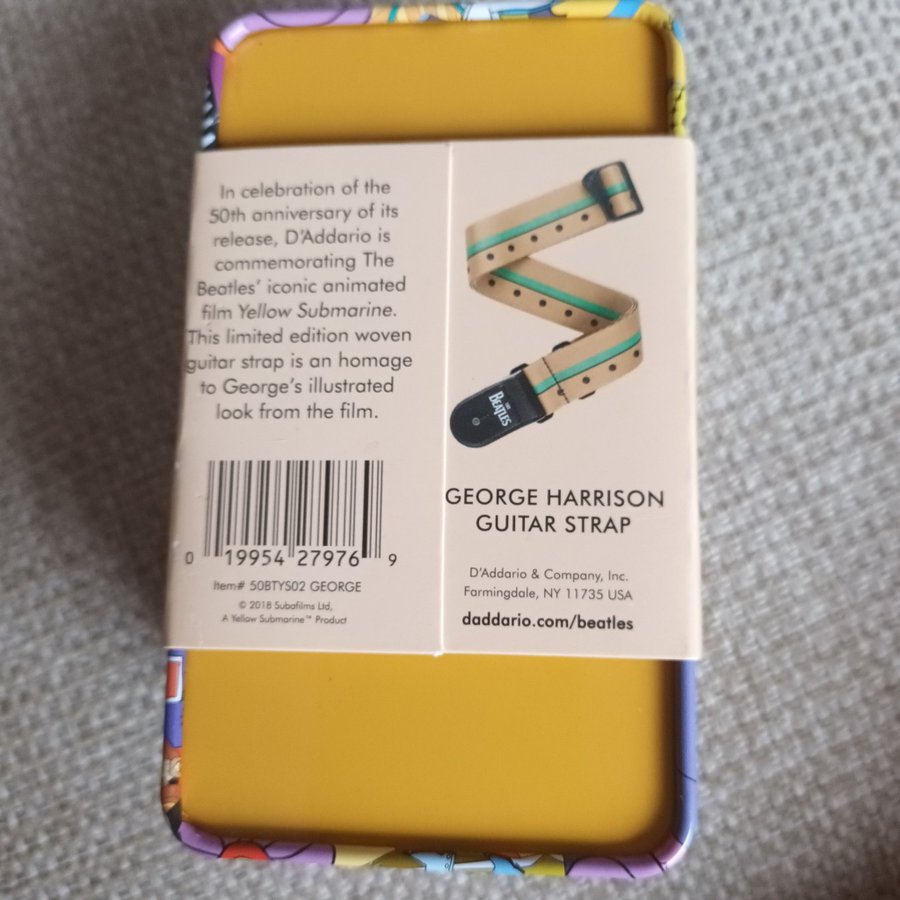 In celebration of the
50th anniversary of its
release, D'Addario is
commemorating The
Beatles' iconic animated
film Yellow Submarine.
This limited edition woven
guitar strap is an homage
to George's illustrated
look from the film.
0 19954 27976 9
Item# 50BTYS02 GEORGE
© 2018 Subafilms Ltd,
A Yellow Submarine™ Product
THE
BEATLES
GEORGE HARRISON
GUITAR STRAP
D'Addario & Company, Inc.
Farmingdale, NY 11735 USA
daddario.com/beatles